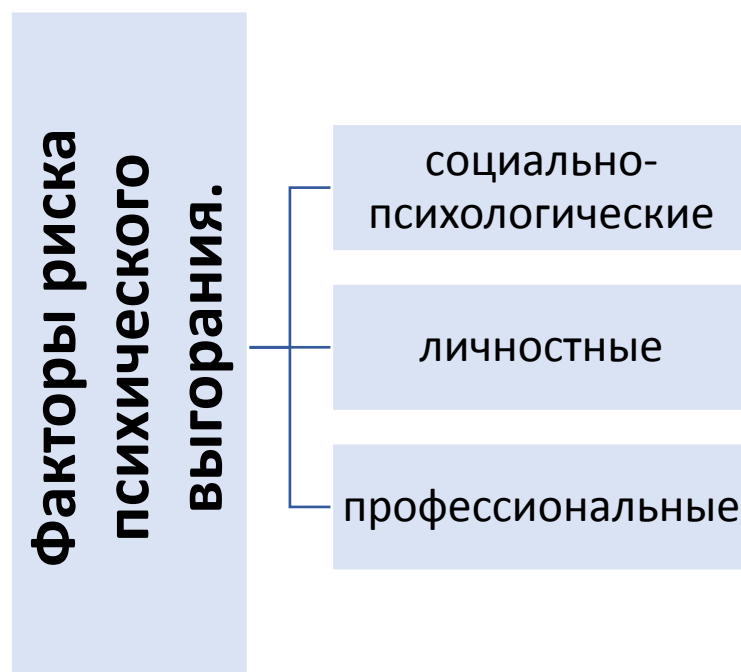 Факторы риска
психического
выгорания.
социально-
психологические
личностные
профессиональные